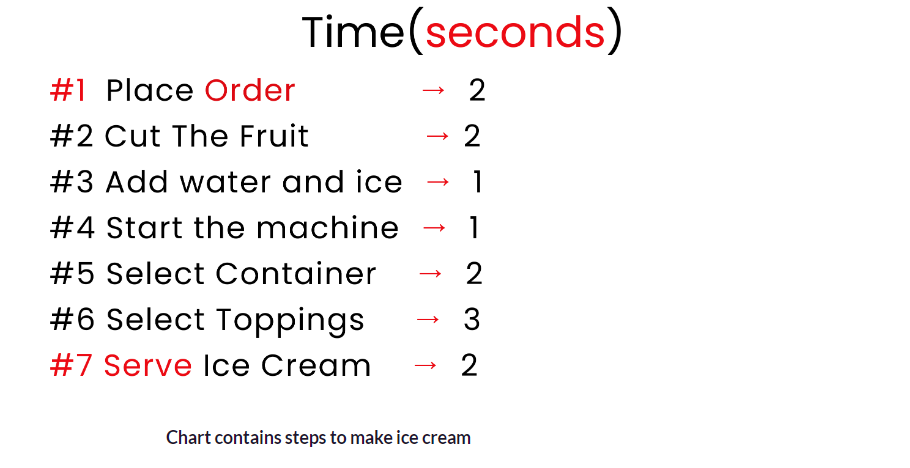 Time(seconds)
#1 Place Order → 2
#2 Cut The Fruit → 2
#3 Add water and ice → 1
#4 Start the machine → 1
#5 Select Container → 2
#6 Select Toppings → 3
#7 Serve Ice Cream → 2
Chart contains steps to make ice cream